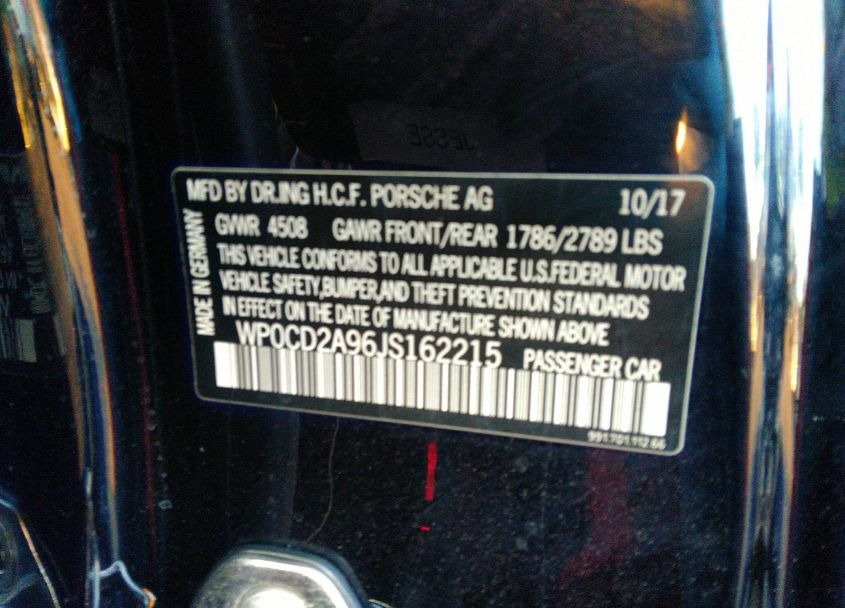 JESSE
MFD BY DR.ING H.C.F. PORSCHE AG 10/17
GVWR 4508 GAWR FRONT/REAR 1786/2789 LBS
THIS VEHICLE CONFORMS TO ALL APPLICABLE U.S.FEDERAL MOTOR
VEHICLE SAFETY,BUMPER,AND THEFT PREVENTION STANDARDS
IN EFFECT ON THE DATE OF MANUFACTURE SHOWN ABOVE
WP0CD2A96JS162215 PASSENGER CAR
MADE IN GERMANY
991.701.112.66